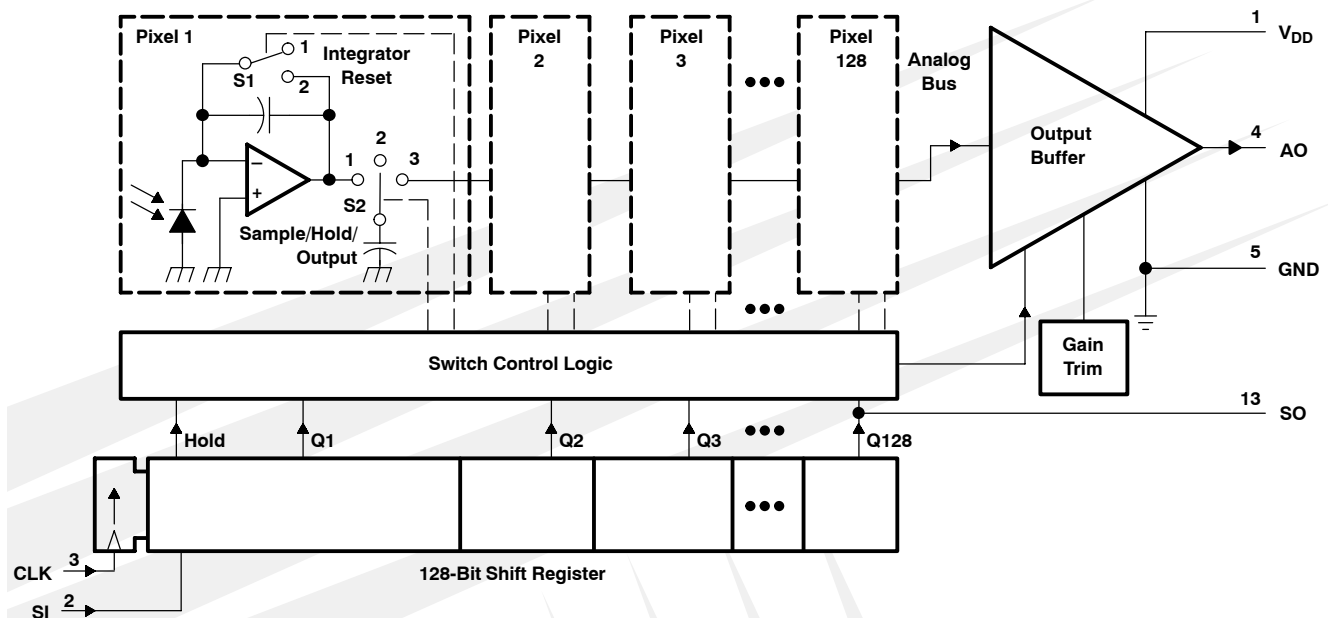 Pixel 1
1
Integrator
Reset
S1
2
–
+
1
2
3
S2
Sample/Hold/
Output
Pixel
2
Pixel
3
Pixel
128
Analog
Bus
Output
Buffer
1
VDD
4
AO
5
GND
Gain
Trim
Switch Control Logic
13
SO
Hold
Q1
Q2
Q3
Q128
CLK
3
SI
2
128-Bit Shift Register